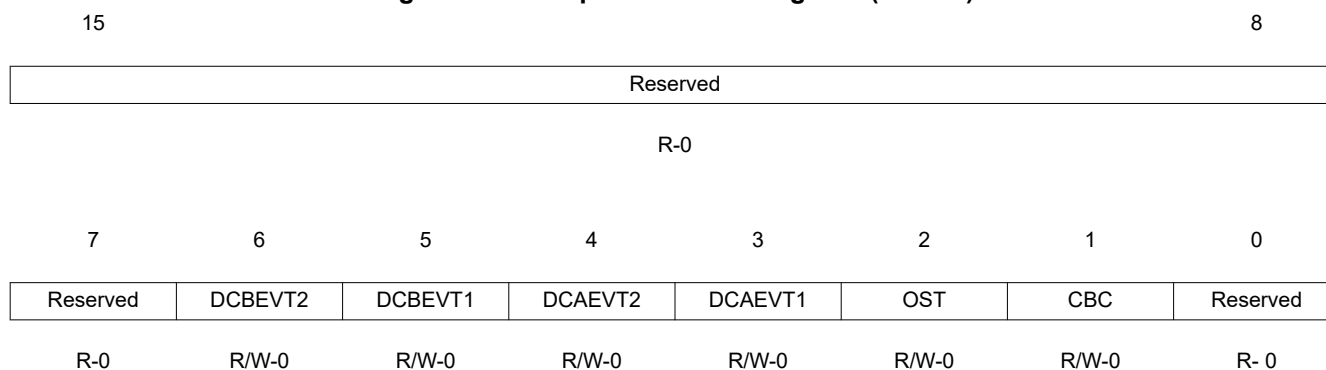 15 8
Reserved
R-0
7 6 5 4 3 2 1 0
Reserved DCBEVT2 DCBEVT1 DCAEVT2 DCAEVT1 OST CBC Reserved
R-0 R/W-0 R/W-0 R/W-0 R/W-0 R/W-0 R/W-0 R- 0